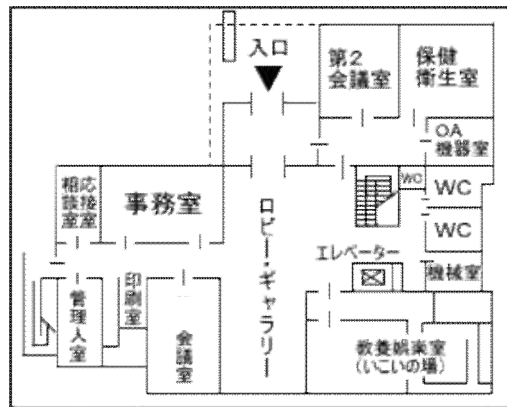 入口
第2
会議室
保健
衛生室
OA
機器室
応接室
相談室
事務室
WC
WC
WC
ロビー・ギャラリー
エレベーター
機械室
管理人室
印刷室
会議室
教養娯楽室
(いこいの場)